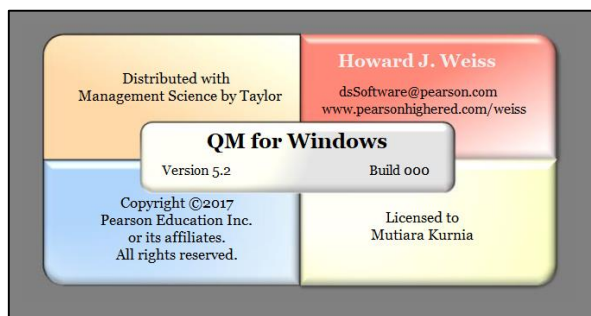 Distributed with
Management Science by Taylor
Howard J. Weiss
dsSoftware@pearson.com
www.pearsonhighered.com/weiss
QM for Windows
Version 5.2
Build 000
Copyright ©2017
Pearson Education Inc.
or its affiliates.
All rights reserved.
Licensed to
Mutiara Kurnia